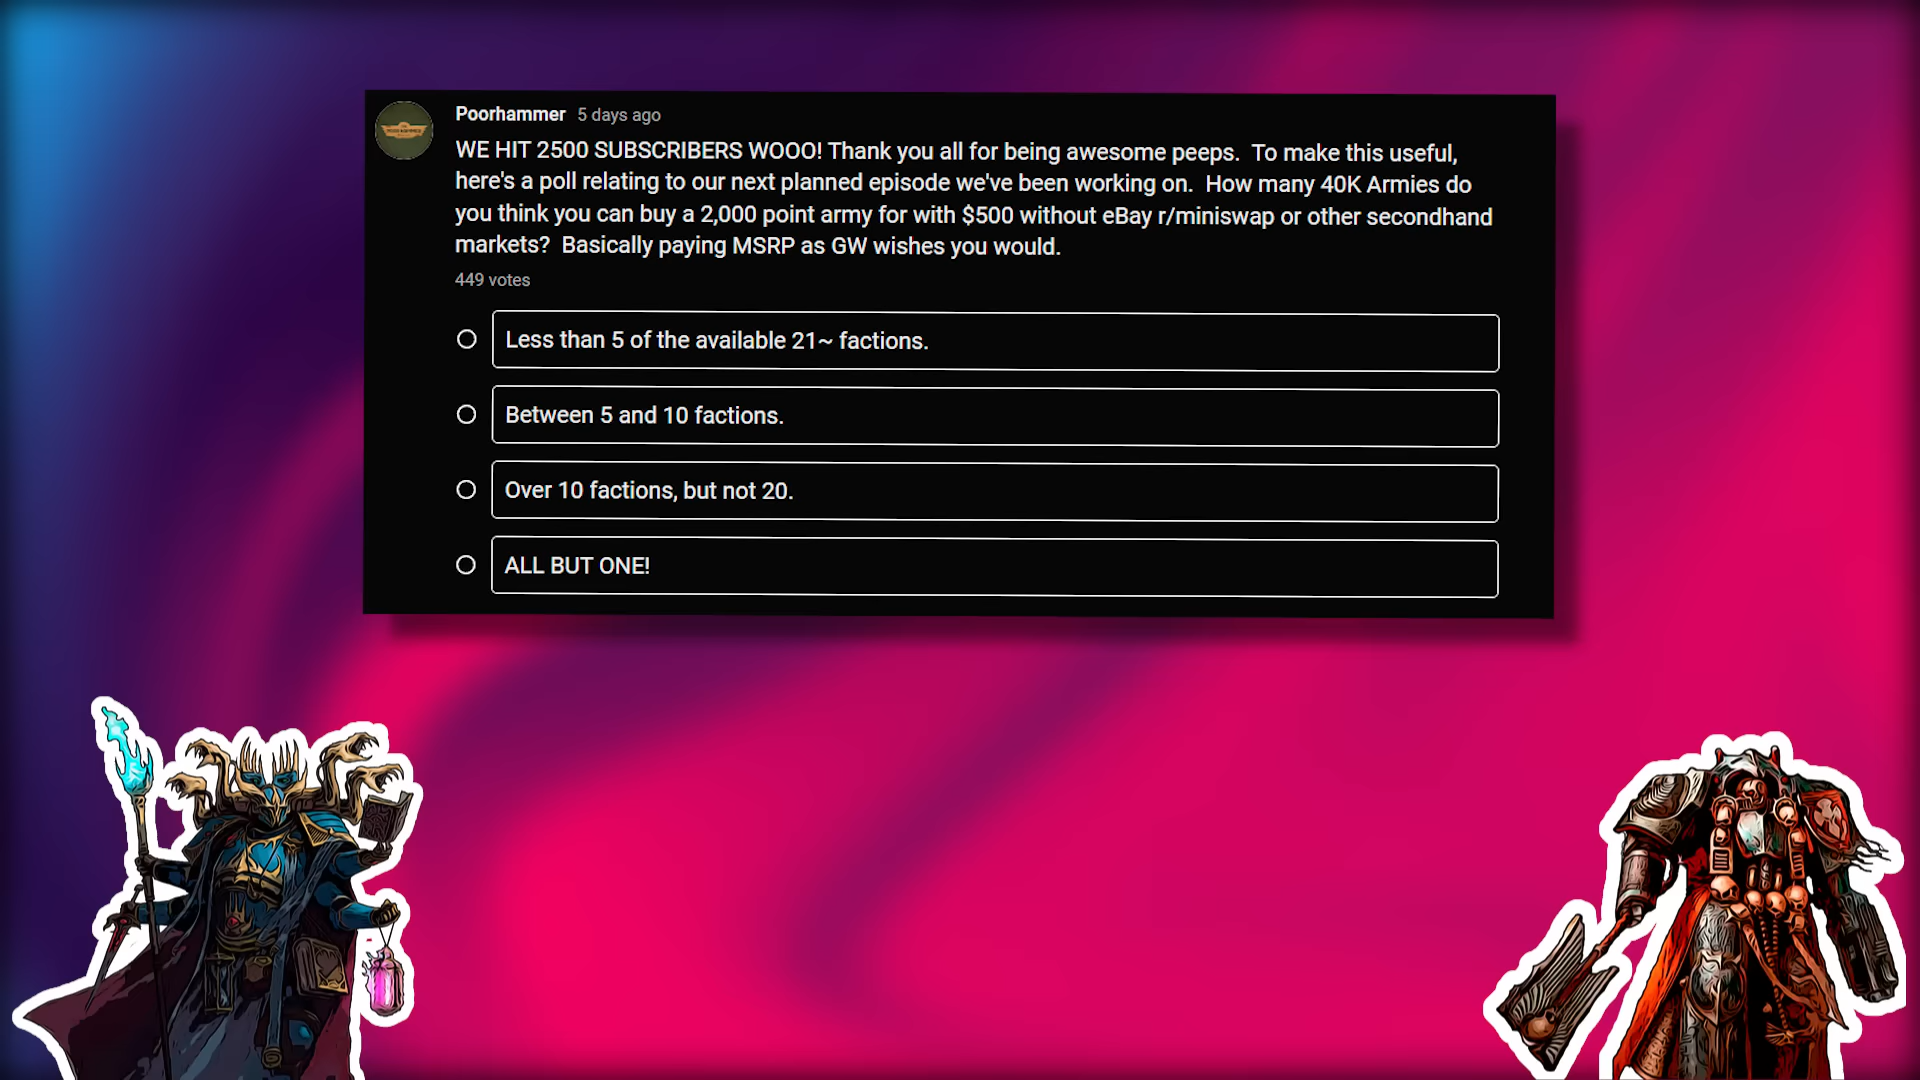 Poorhammer 5 days ago
WE HIT 2500 SUBSCRIBERS WOOO! Thank you all for being awesome peeps.  To make this useful,
here's a poll relating to our next planned episode we've been working on.  How many 40K Armies do
you think you can buy a 2,000 point army for with $500 without eBay r/miniswap or other secondhand
markets?  Basically paying MSRP as GW wishes you would.
449 votes
Less than 5 of the available 21~ factions.
Between 5 and 10 factions.
Over 10 factions, but not 20.
ALL BUT ONE!